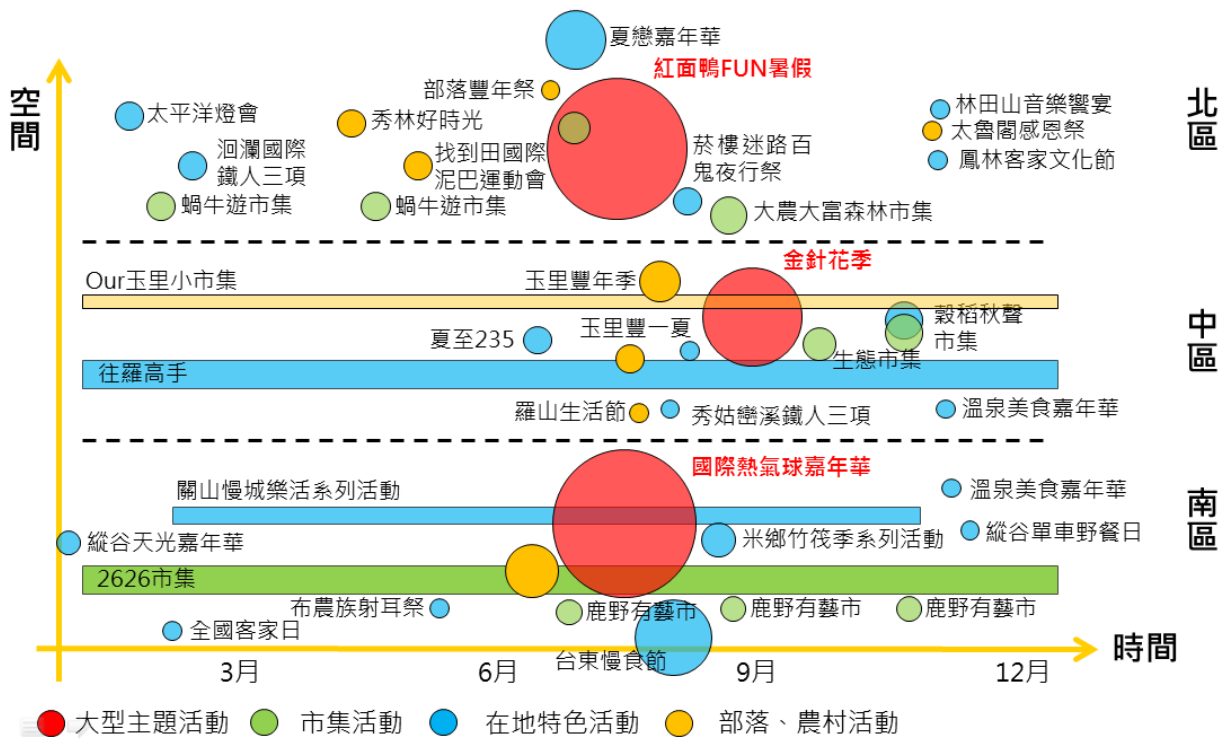 空間
夏戀嘉年華
紅面鴨FUN暑假
部落豐年祭
太平洋燈會
秀林好時光
林田山音樂饗宴
太魯閣感恩祭
鳳林客家文化節
洄瀾國際
鐵人三項
找到田國際
泥巴運動會
菸樓迷路百
鬼夜行祭
蝸牛遊市集
蝸牛遊市集
大農大富森林市集
北區
金針花季
Our玉里小市集
玉里豐年季
夏至235
玉里豐一夏
穀稻秋聲
市集
生態市集
往羅高手
羅山生活節
秀姑巒溪鐵人三項
溫泉美食嘉年華
中區
國際熱氣球嘉年華
關山慢城樂活系列活動
溫泉美食嘉年華
縱谷天光嘉年華
米鄉竹筏季系列活動
縱谷單車野餐日
2626市集
布農族射耳祭
鹿野有藝市
鹿野有藝市
鹿野有藝市
全國客家日
台東慢食節
南區
3月
6月
9月
12月
時間
大型主題活動
市集活動
在地特色活動
部落、農村活動